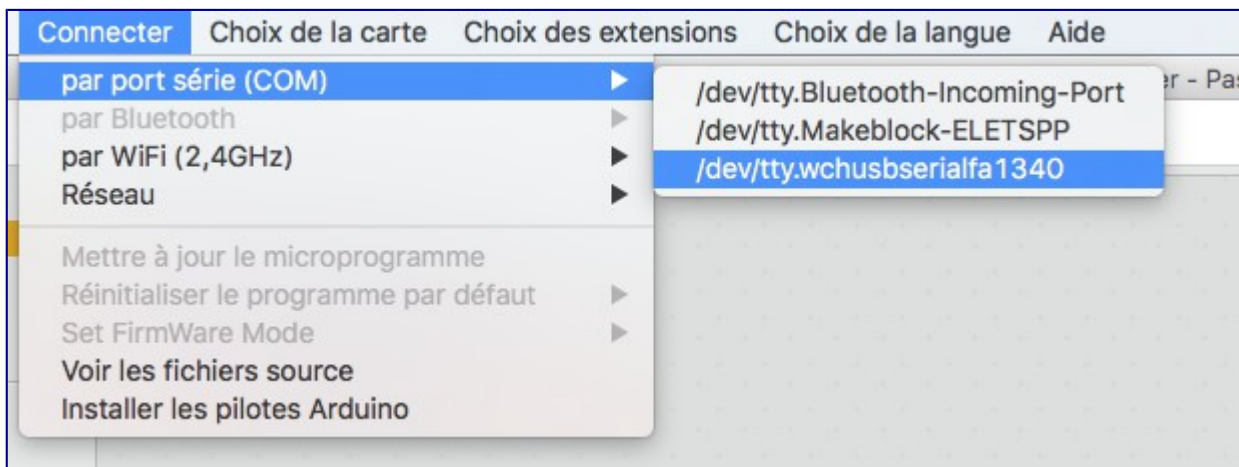 Connecter Choix de la carte Choix des extensions Choix de la langue Aide
par port série (COM)
par Bluetooth
par WiFi (2,4GHz)
Réseau
Mettre à jour le microprogramme
Réinitialiser le programme par défaut
Set FirmWare Mode
Voir les fichiers source
Installer les pilotes Arduino
/dev/tty.Bluetooth-Incoming-Port
/dev/tty.Makeblock-ELETSPP
/dev/tty.wchusbserialfa1340